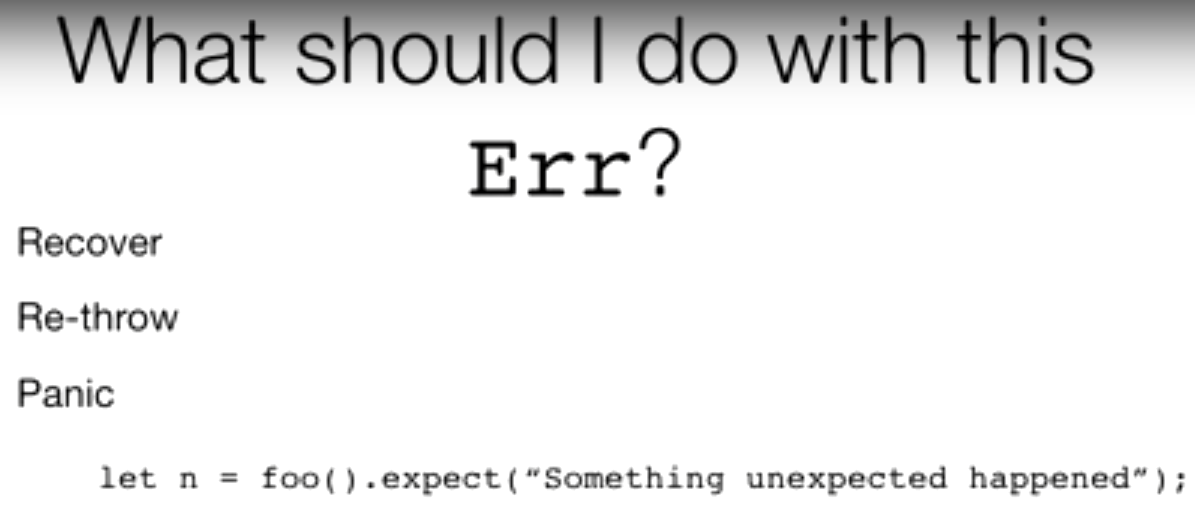 What should I do with this
Err?
Recover
Re-throw
Panic
let n = foo().expect(“Something unexpected happened”);